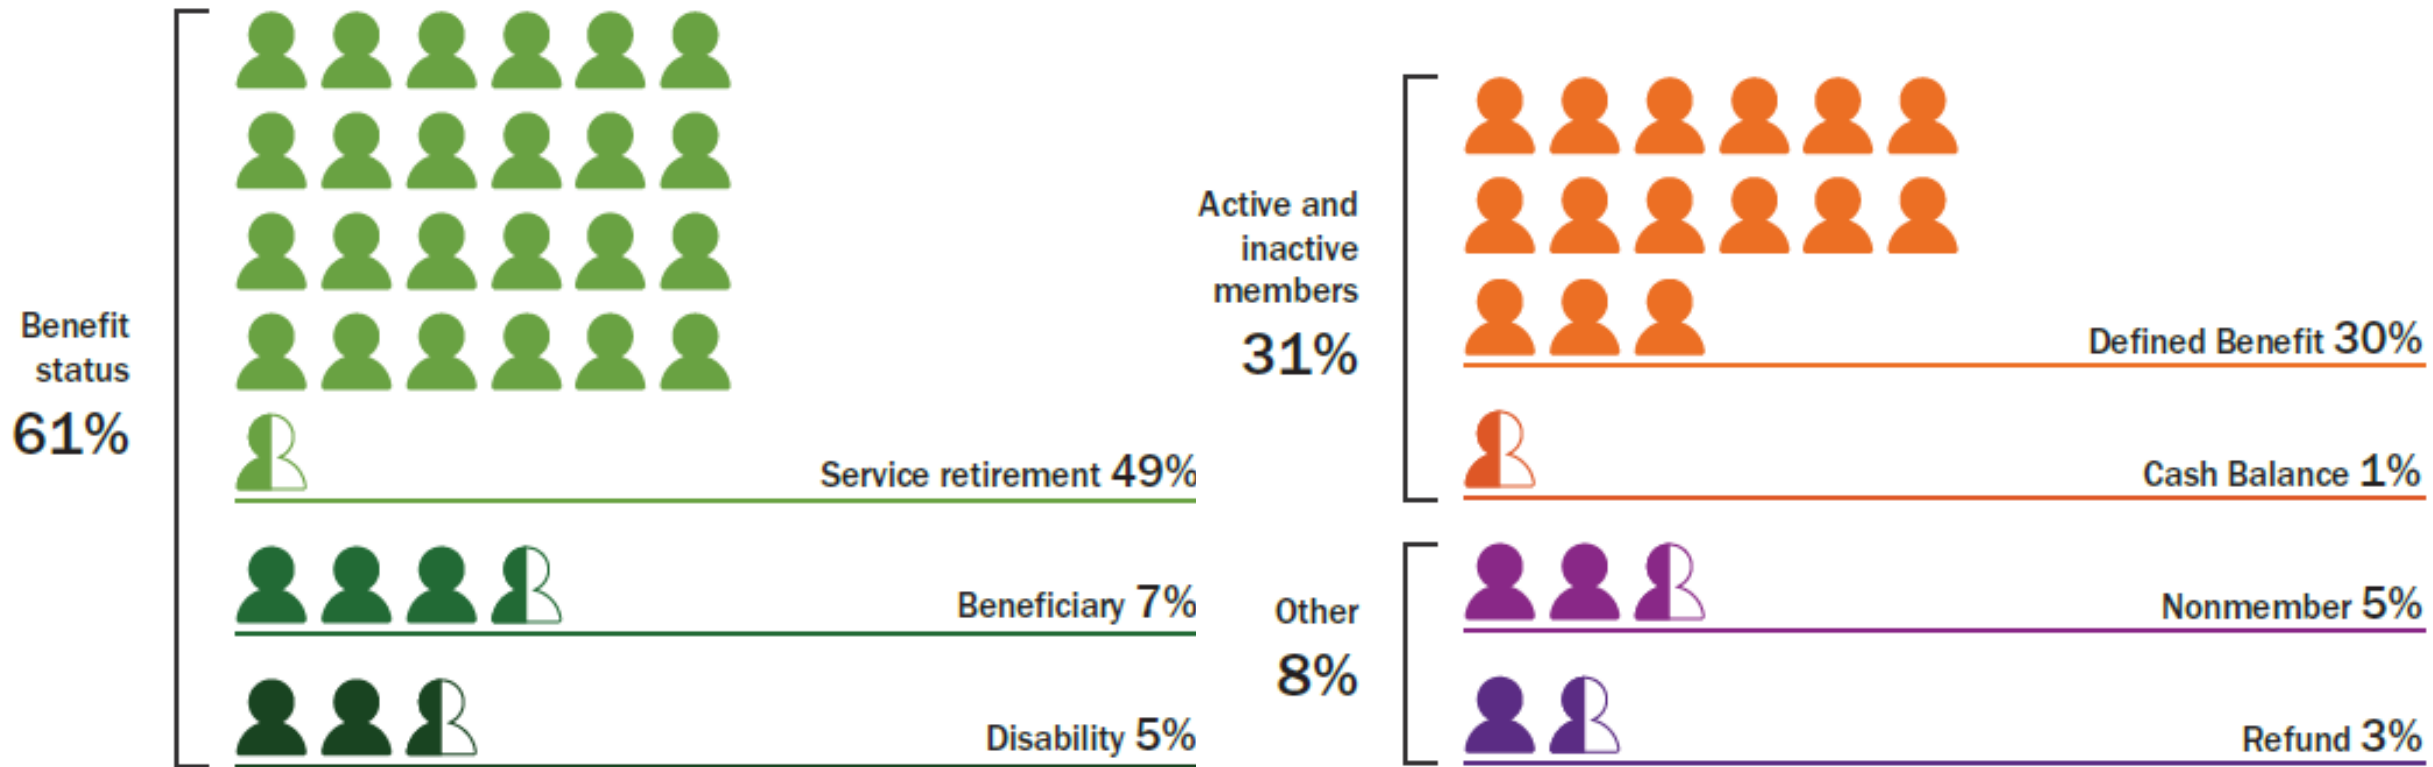 Benefit
status
61%
Service retirement 49%
Beneficiary 7%
Disability 5%
Active and
inactive
members
31%
Defined Benefit 30%
Cash Balance 1%
Other
8%
Nonmember 5%
Refund 3%